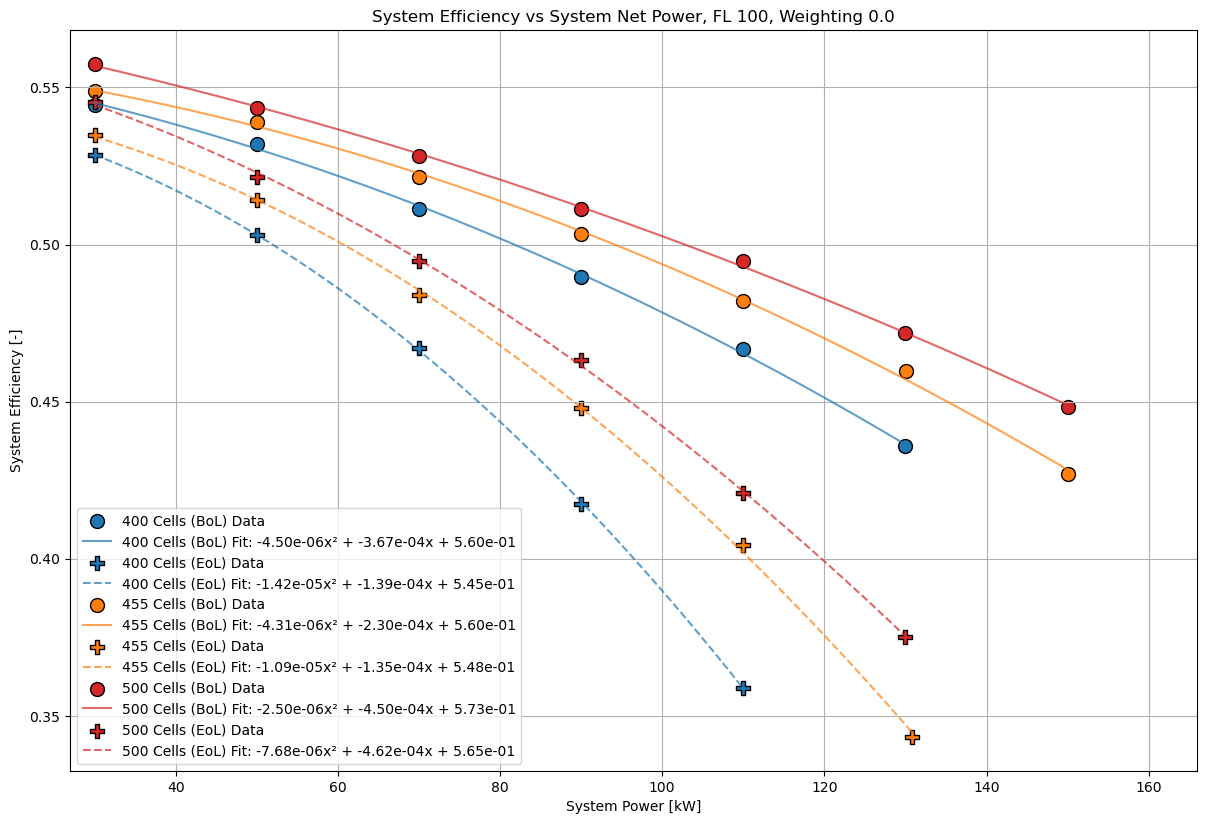 System Efficiency vs System Net Power, FL 100, Weighting 0.0
System Efficiency [-]
0.55
0.50
0.45
0.40
0.35
400 Cells (BoL) Data
400 Cells (BoL) Fit: -4.50e-06x² + -3.67e-04x + 5.60e-01
400 Cells (EoL) Data
400 Cells (EoL) Fit: -1.42e-05x² + -1.39e-04x + 5.45e-01
455 Cells (BoL) Data
455 Cells (BoL) Fit: -4.31e-06x² + -2.30e-04x + 5.60e-01
455 Cells (EoL) Data
455 Cells (EoL) Fit: -1.09e-05x² + -1.35e-04x + 5.48e-01
500 Cells (BoL) Data
500 Cells (BoL) Fit: -2.50e-06x² + -4.50e-04x + 5.73e-01
500 Cells (EoL) Data
500 Cells (EoL) Fit: -7.68e-06x² + -4.62e-04x + 5.65e-01
40 60 80 100 120 140 160
System Power [kW]